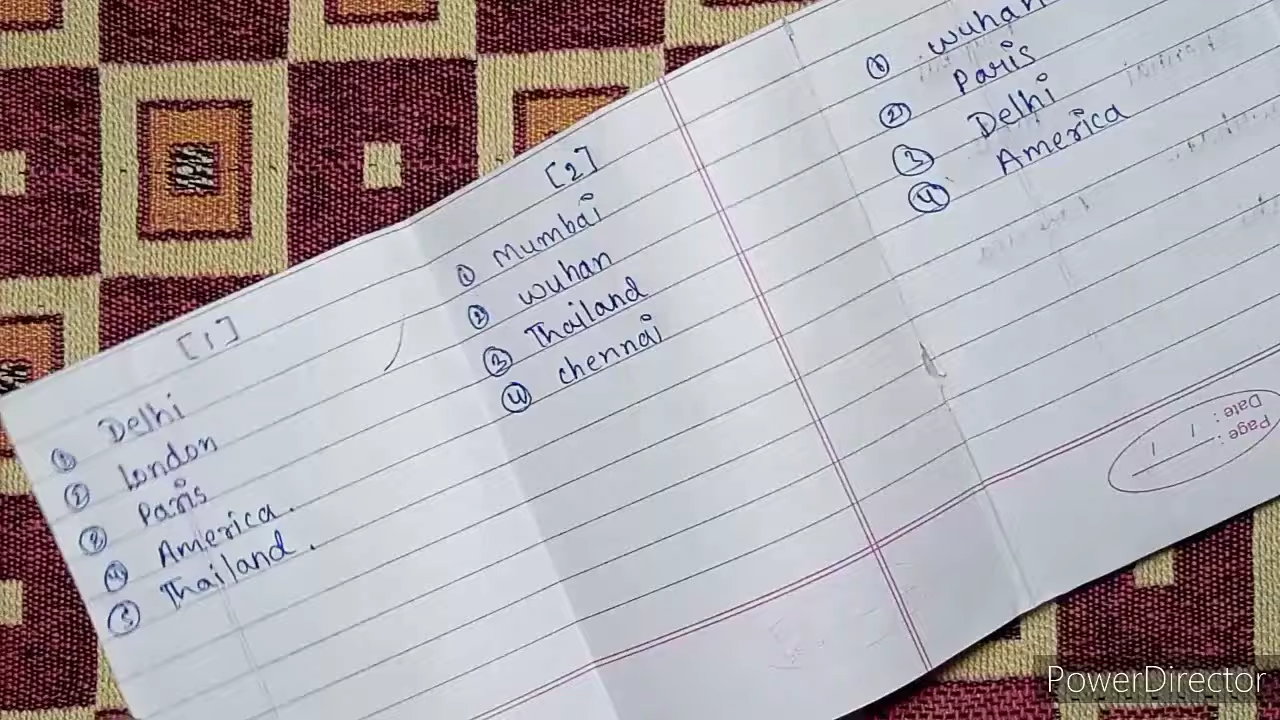 [1]
① Delhi
② London
③ Paris
④ America.
⑤ Thailand.
[2]
① Mumbai
② Wuhan
③ Thailand
④ Chennai
① Wuhan
② Paris
③ Delhi
④ America
Page:
Date: / /
PowerDirector